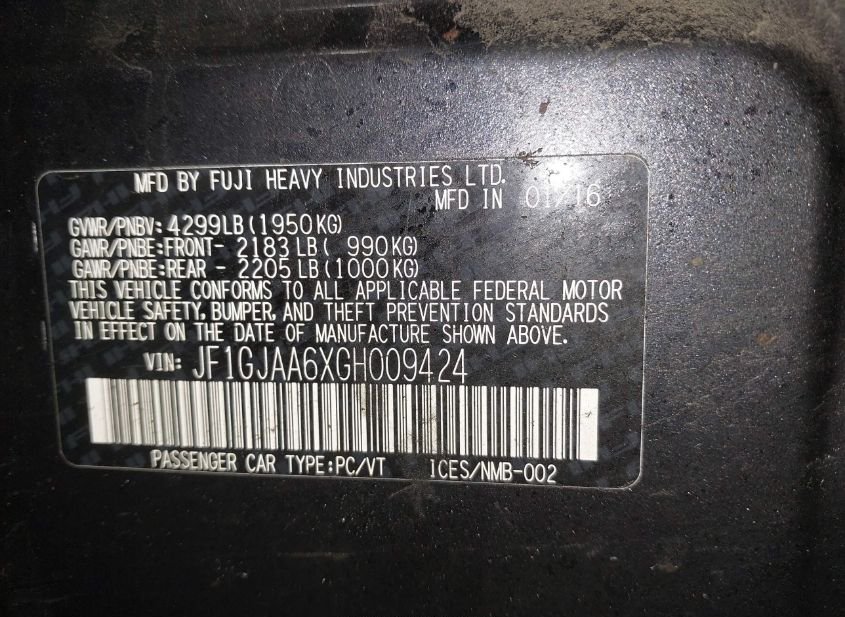 MFD BY FUJI HEAVY INDUSTRIES LTD.
MFD IN 01/16
GVWR/PNBV: 4299LB (1950KG)
GAWR/PNBE:FRONT- 2183 LB ( 990KG)
GAWR/PNBE:REAR - 2205 LB (1000KG)
THIS VEHICLE CONFORMS TO ALL APPLICABLE FEDERAL MOTOR
VEHICLE SAFETY, BUMPER, AND THEFT PREVENTION STANDARDS
IN EFFECT ON THE DATE OF MANUFACTURE SHOWN ABOVE.
VIN: JF1GJAA6XGH009424
PASSENGER CAR TYPE:PC/VT ICES/NMB-002